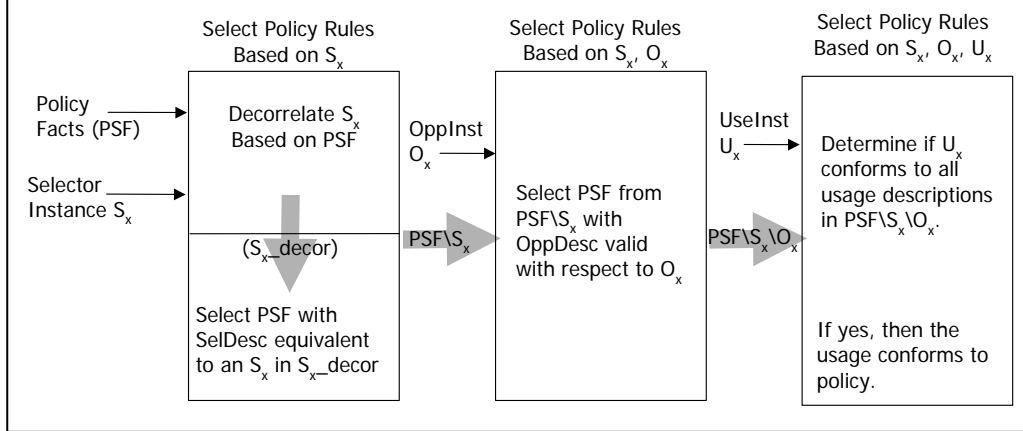 Select Policy Rules
Based on Sx
Policy
Facts (PSF)
Selector
Instance Sx
Decorrelate Sx
Based on PSF
(Sx_decor)
Select PSF with
SelDesc equivalent
to an Sx in Sx_decor
OppInst
Ox
PSF\Sx
Select Policy Rules
Based on Sx, Ox
Select PSF from
PSF\Sx with
OppDesc valid
with respect to Ox
UseInst
Ux
PSF\Sx\Ox
Select Policy Rules
Based on Sx, Ox, Ux
Determine if Ux
conforms to all
usage descriptions
in PSF\Sx\Ox.
If yes, then the
usage conforms to
policy.